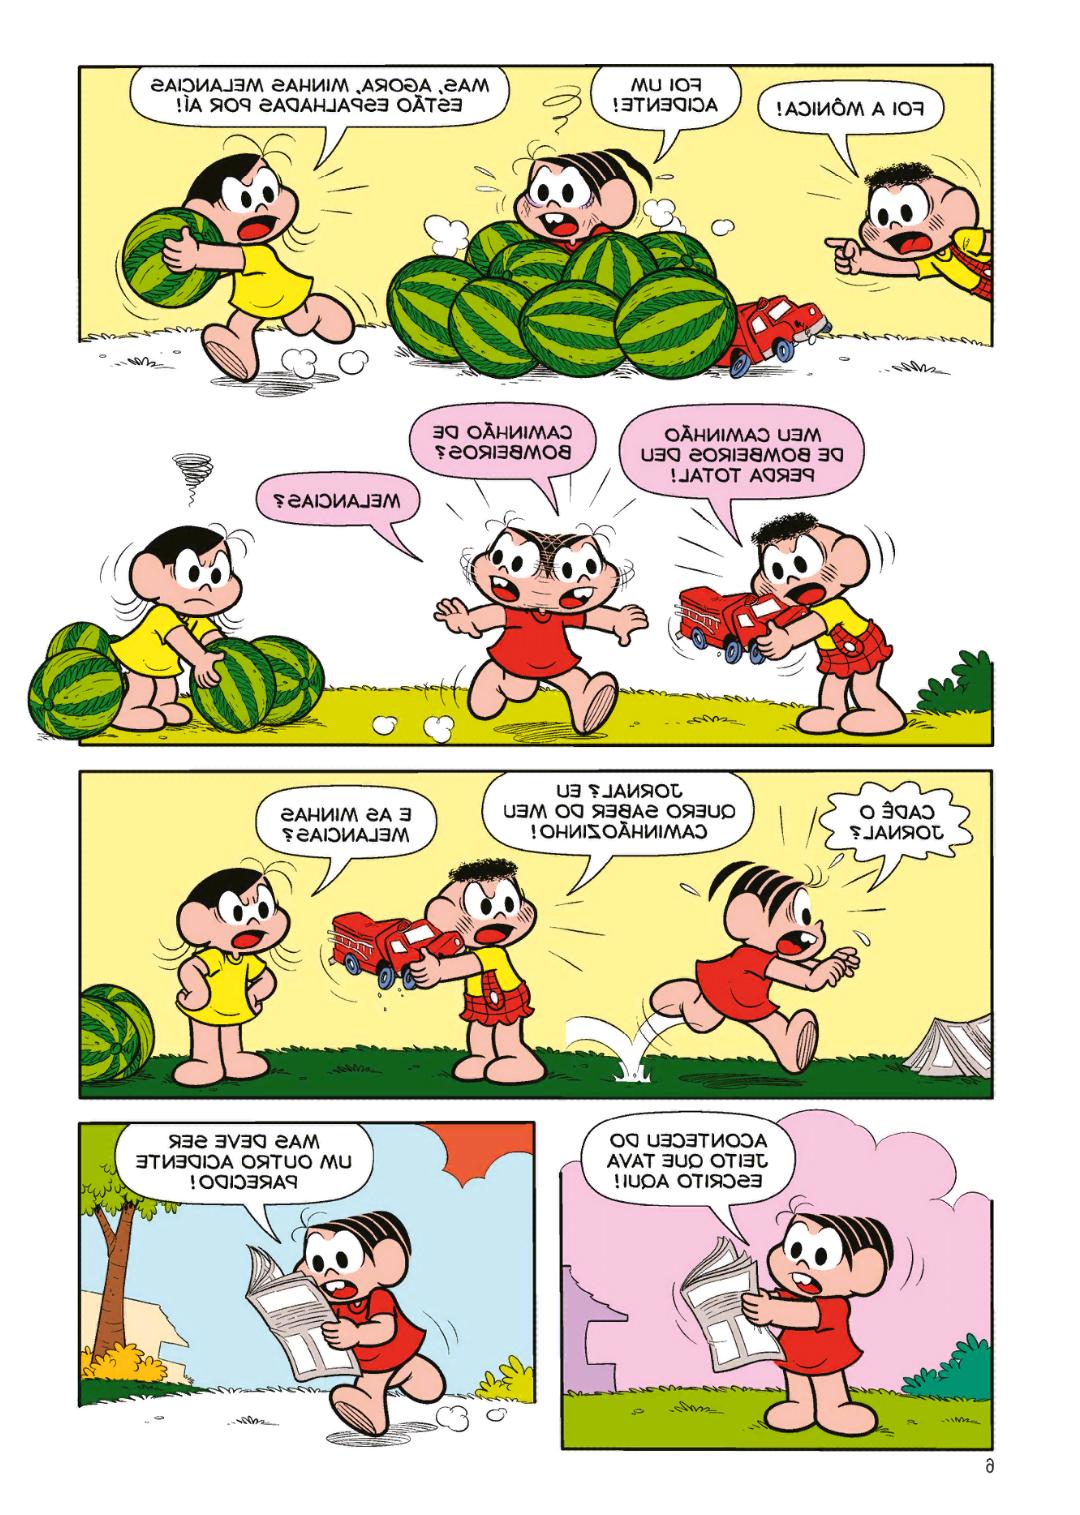 FOI A MÔNICA!
FOI UM
ACIDENTE!
MAS, AGORA, MINHAS MELANCIAS
ESTÃO ESPALHADAS POR AÍ!
MEU CAMINHÃO
DE BOMBEIROS DEU
PERDA TOTAL!
CAMINHÃO DE
BOMBEIROS?
MELANCIAS?
CADÊ O
JORNAL?
JORNAL? EU
QUERO SABER DO MEU
CAMINHÃOZINHO!
E AS MINHAS
MELANCIAS?
ACONTECEU DO
JEITO QUE TAVA
ESCRITO AQUI!
MAS DEVE SER
UM OUTRO ACIDENTE
PARECIDO!
6